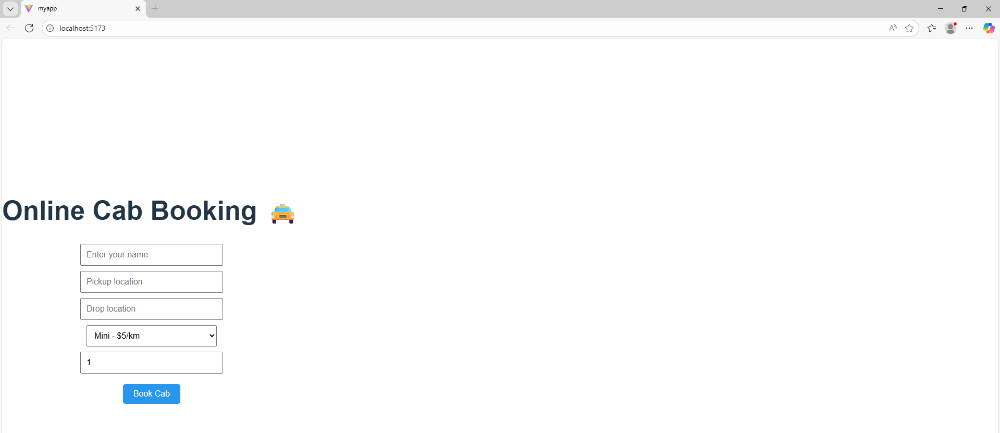 myapp
localhost:5173
Online Cab Booking
Enter your name
Pickup location
Drop location
Mini - $5/km
1
Book Cab